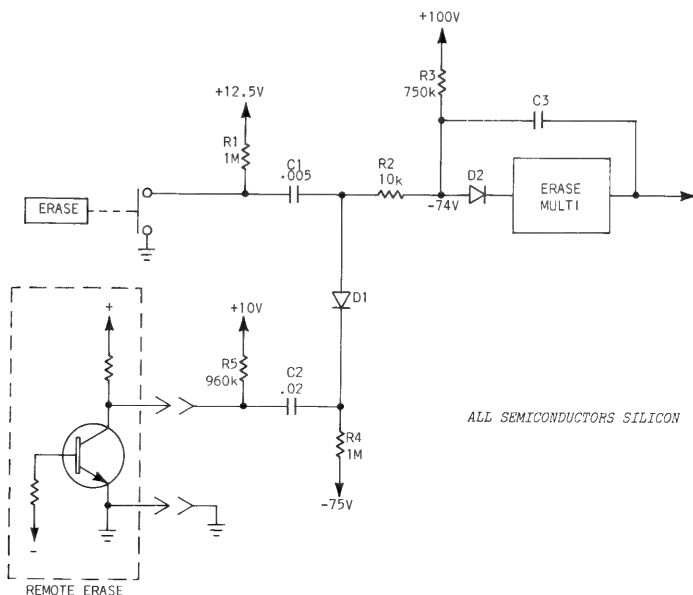 +100V
R3
750k
C3
+12.5V
R1
1M
C1
.005
R2
10k
D2
-74V
ERASE
MULTI
ERASE
D1
+
+10V
R5
960k
C2
.02
R4
1M
-75V
ALL SEMICONDUCTORS SILICON
-
REMOTE ERASE